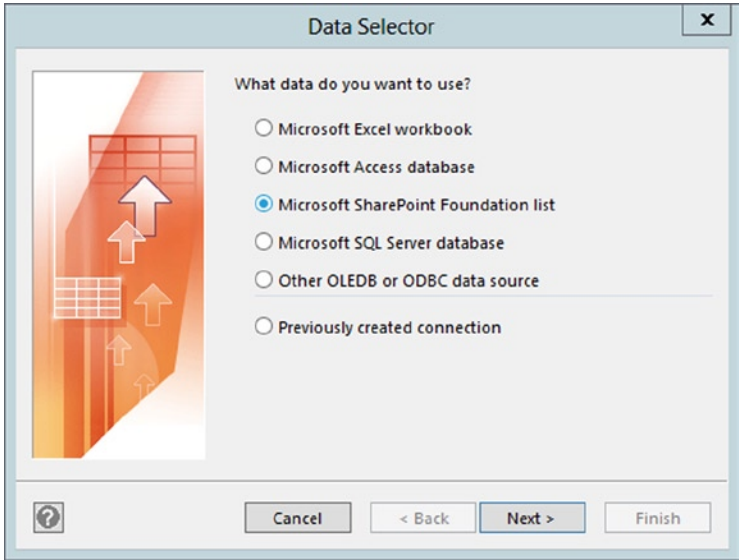 Data Selector
x
What data do you want to use?
Microsoft Excel workbook
Microsoft Access database
Microsoft SharePoint Foundation list
Microsoft SQL Server database
Other OLEDB or ODBC data source
Previously created connection
? Cancel < Back Next > Finish